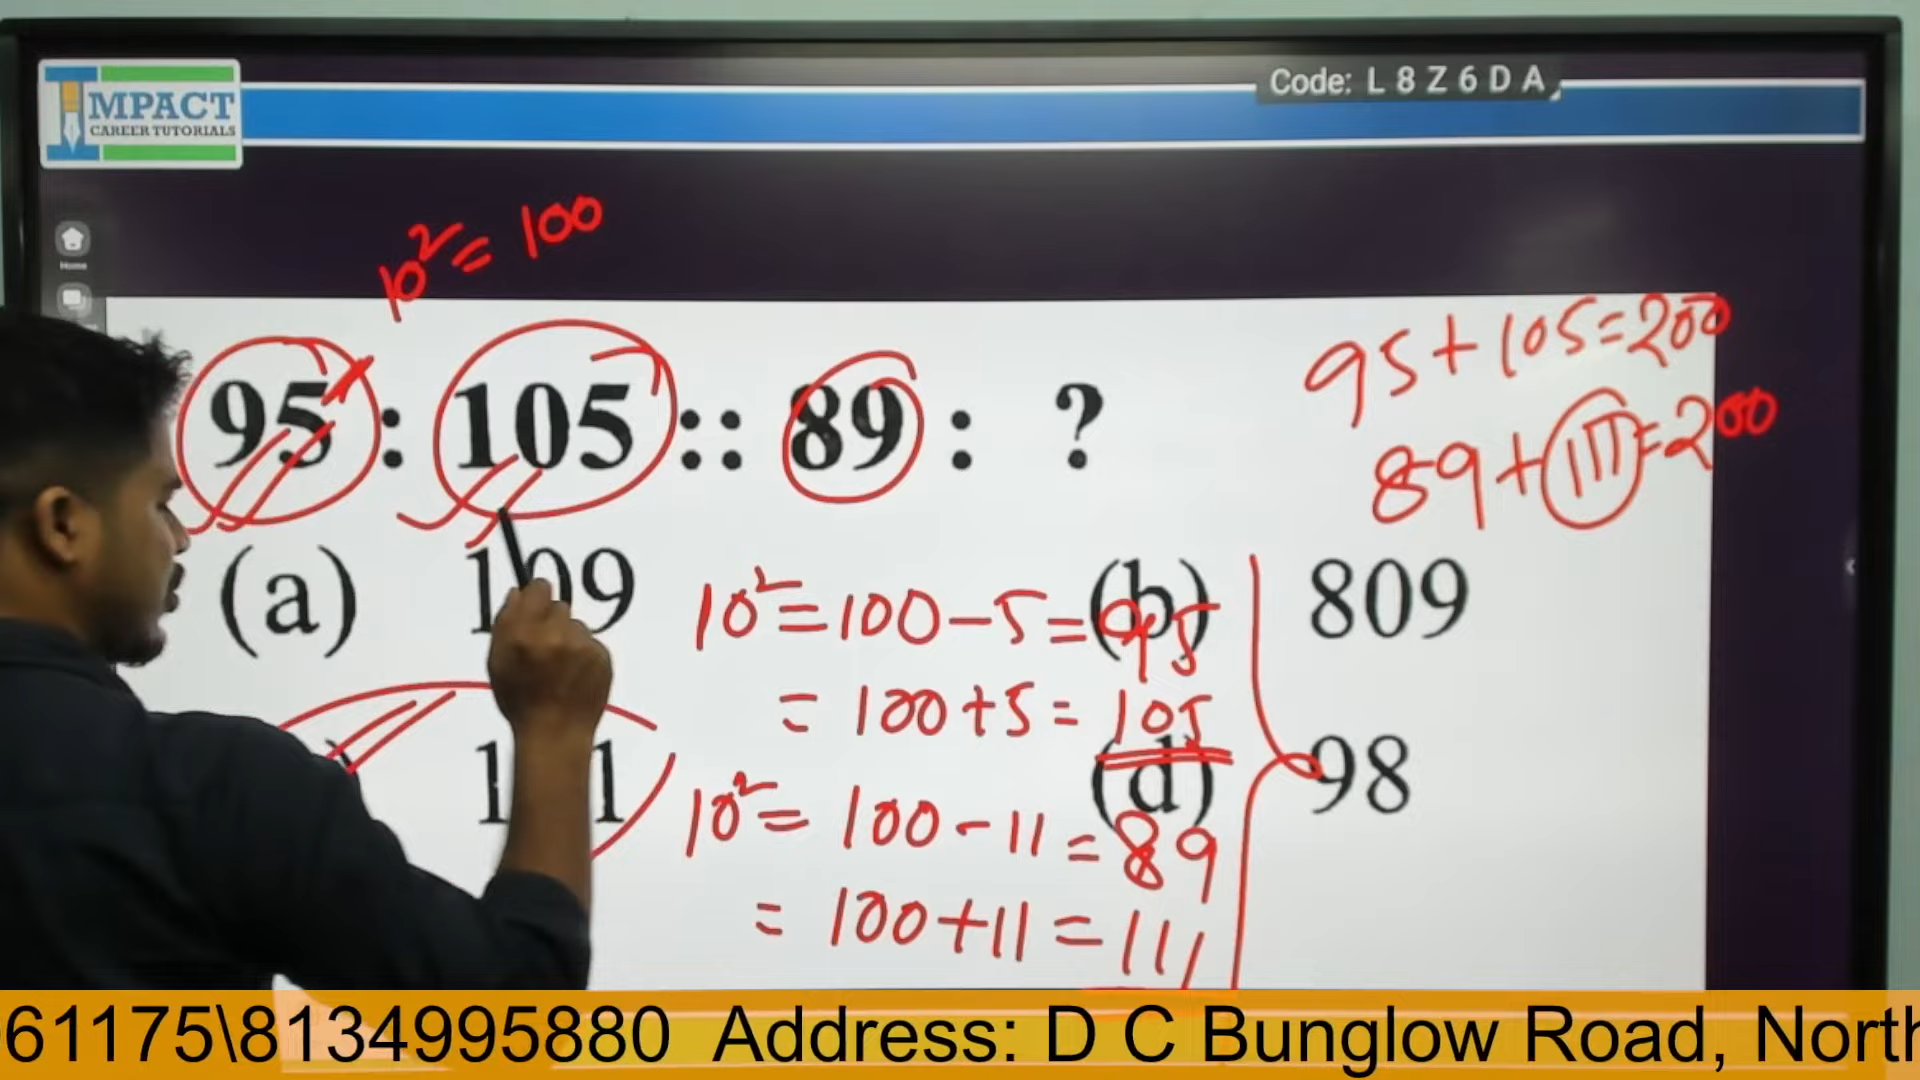 IMPACT
CAREER TUTORIALS
Code: L 8 Z 6 D A
Home
10²= 100
95 : 105 :: 89 : ?
95+105=200
89+111=200
(a) 109
(b) 809
10²=100-5=95
=100+5=105
(d) 98
10²= 100-11=89
=100+11=111
61175\8134995880 Address: D C Bunglow Road, North